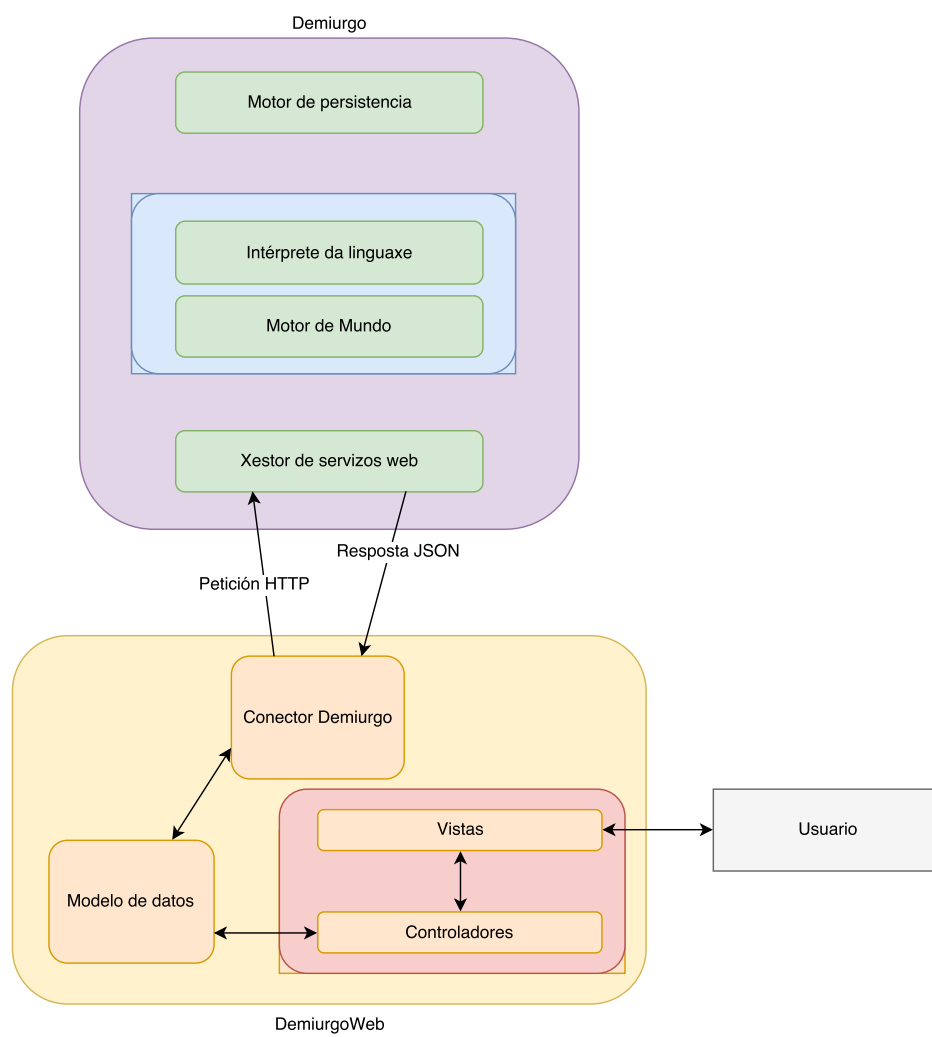 Demiurgo
Motor de persistencia
Intérprete da linguaxe
Motor de Mundo
Xestor de servizos web
Resposta JSON
Petición HTTP
Conector Demiurgo
Vistas
Usuario
Modelo de datos
Controladores
DemiurgoWeb